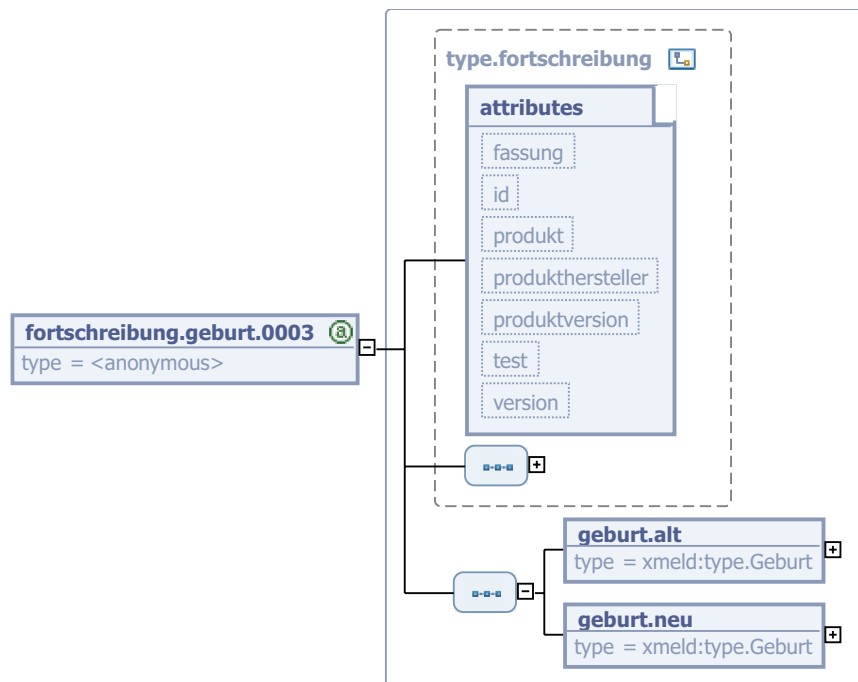 type.fortschreibung
attributes
fassung
id
produkt
produkthersteller
produktversion
test
version
fortschreibung.geburt.0003 @
type = <anonymous>
geburt.alt
type = xmeld:type.Geburt
geburt.neu
type = xmeld:type.Geburt